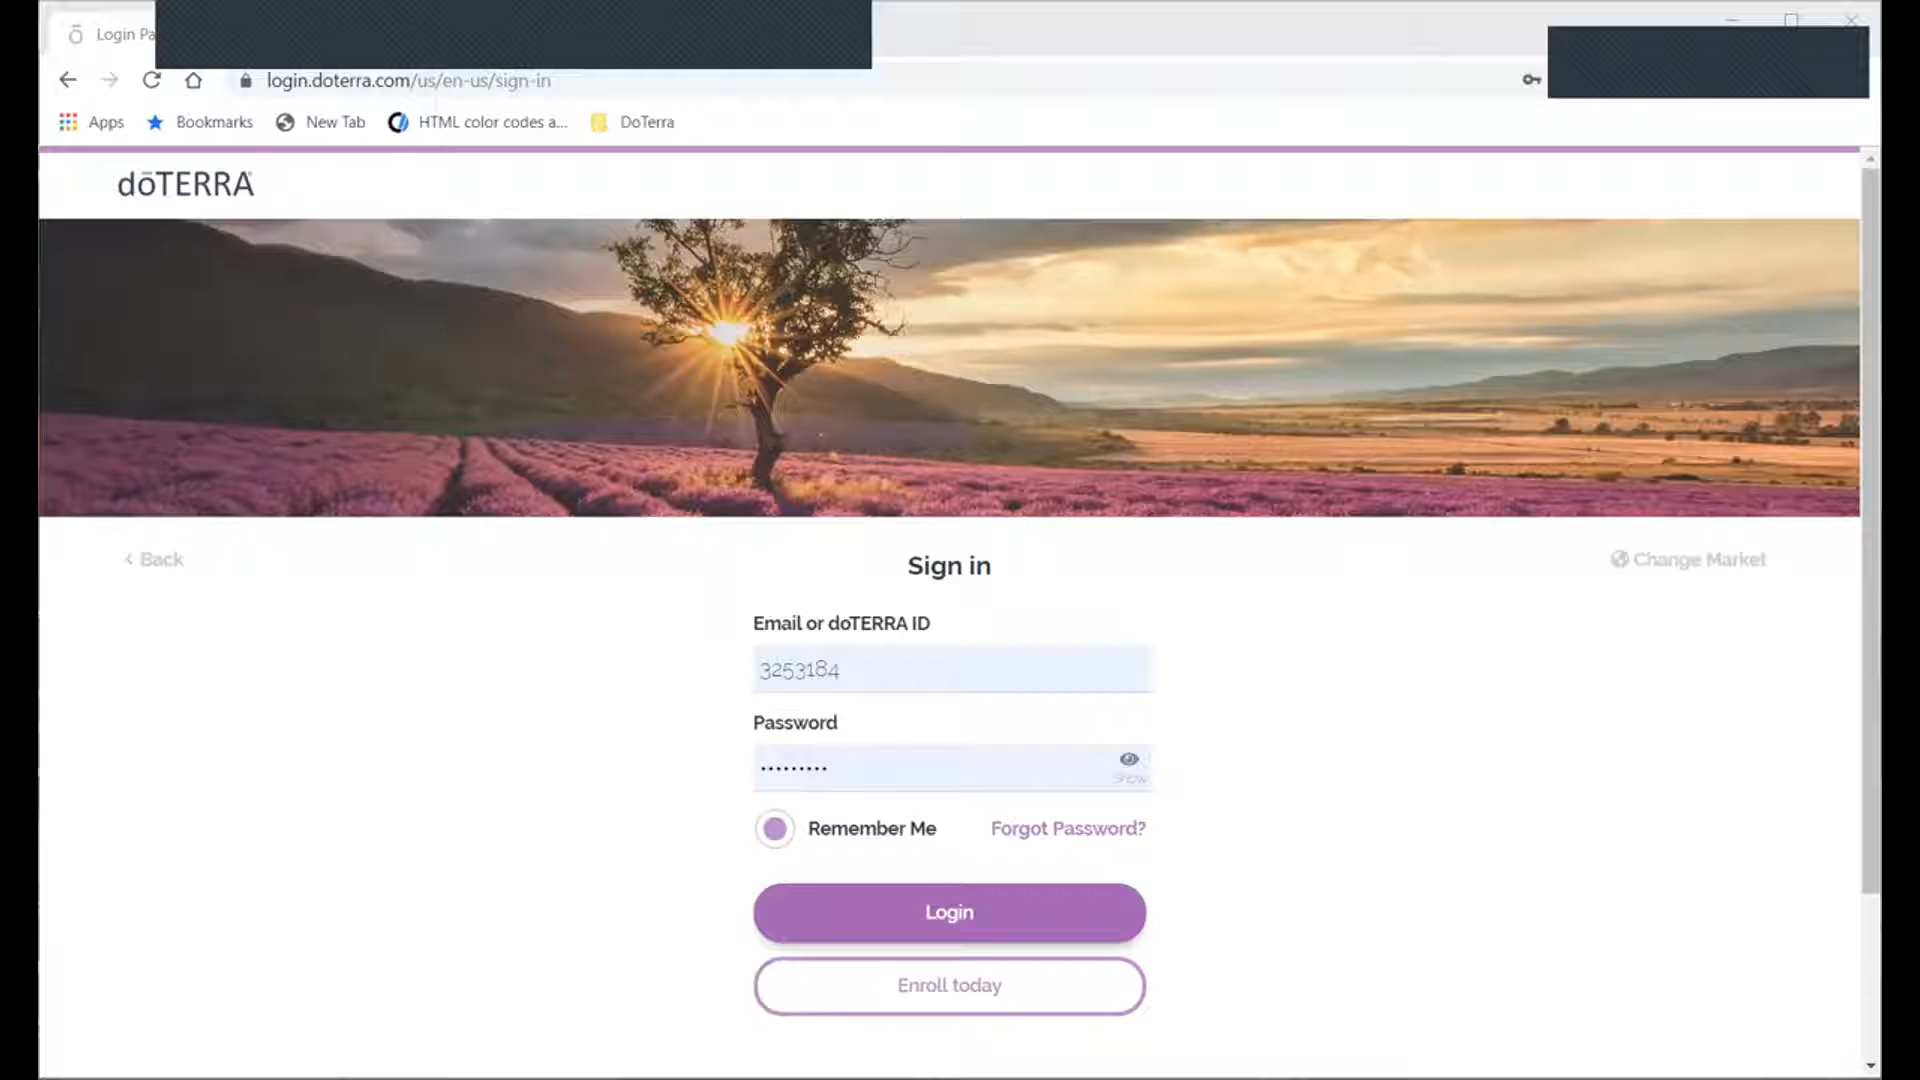 Login Pa
login.doterra.com/us/en-us/sign-in
Apps Bookmarks New Tab HTML color codes a... DoTerra
dōTERRA
< Back
Sign in
Change Market
Email or doTERRA ID
3253184
Password
•••••••••
Show
Remember Me
Forgot Password?
Login
Enroll today